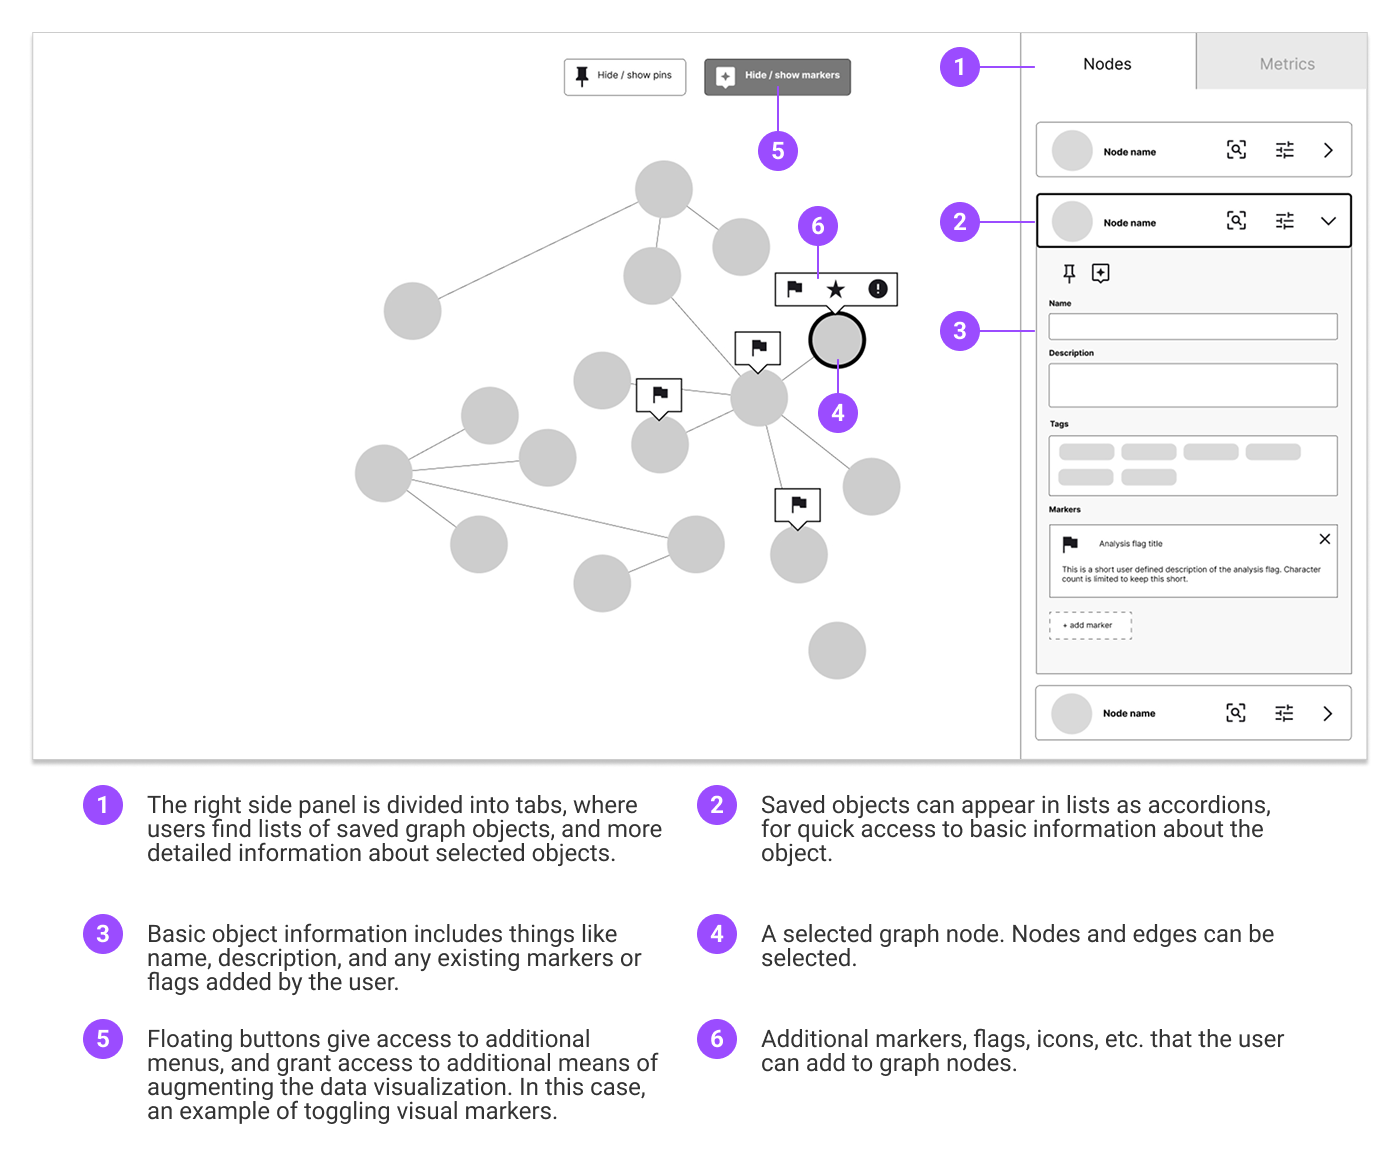 Hide / show pins
Hide / show markers
1
Nodes
Metrics
5
Node name
6
2
Node name
3
Name
Description
4
Tags
Markers
Analysis flag title
This is a short user defined description of the analysis flag. Character
count is limited to keep this short.
+ add marker
Node name
1
The right side panel is divided into tabs, where
users find lists of saved graph objects, and more
detailed information about selected objects.
2
Saved objects can appear in lists as accordions,
for quick access to basic information about the
object.
3
Basic object information includes things like
name, description, and any existing markers or
flags added by the user.
4
A selected graph node. Nodes and edges can be
selected.
5
Floating buttons give access to additional
menus, and grant access to additional means of
augmenting the data visualization. In this case,
an example of toggling visual markers.
6
Additional markers, flags, icons, etc. that the user
can add to graph nodes.